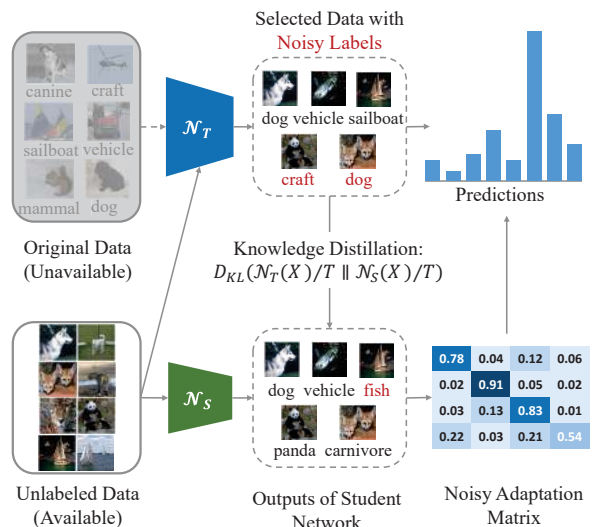 Selected Data with
Noisy Labels
canine craft
sailboat vehicle
mammal dog
𝒩_T
dog vehicle sailboat
craft dog
Predictions
Original Data
(Unavailable)
Knowledge Distillation:
D_KL(𝒩_T(X)/T ∥ 𝒩_S(X)/T)
𝒩_S
dog vehicle fish
panda carnivore
0.78 0.04 0.12 0.06
0.02 0.91 0.05 0.02
0.03 0.13 0.83 0.01
0.22 0.03 0.21 0.54
Unlabeled Data
(Available)
Outputs of Student
Network
Noisy Adaptation
Matrix